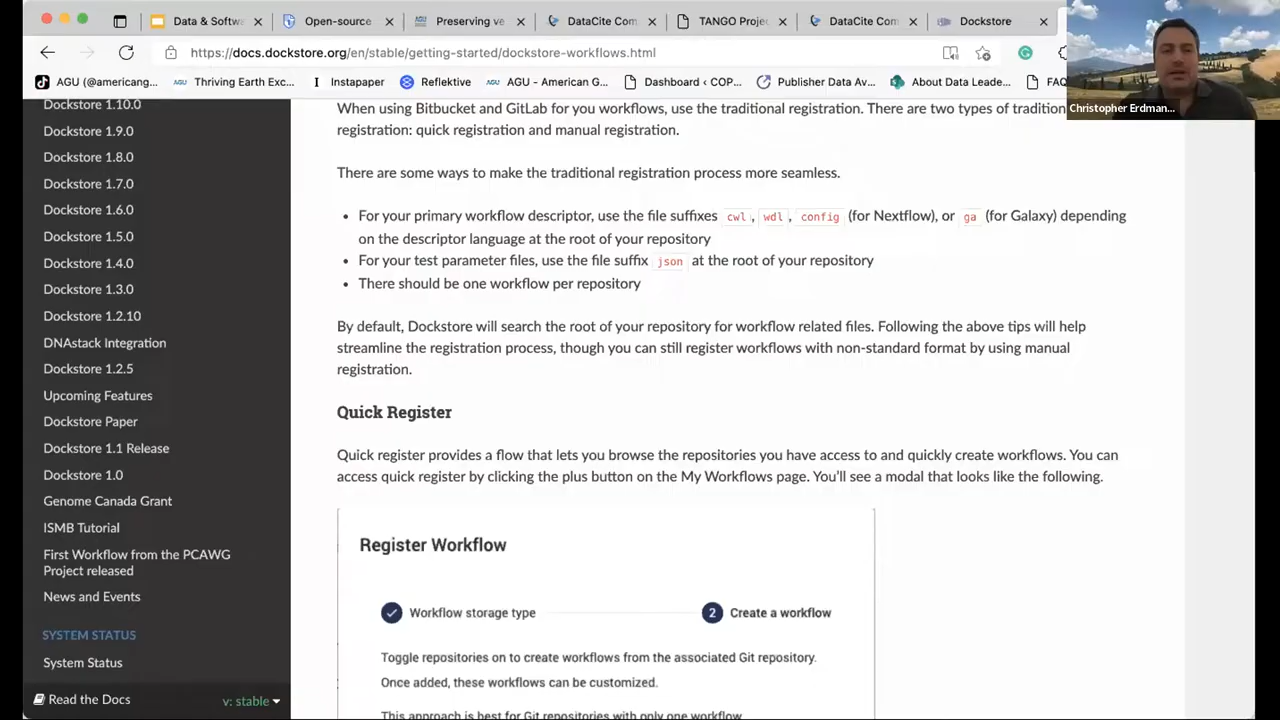 Data & Softwa
Open-source
Preserving ve
DataCite Com
TANGO Proje
DataCite Com
Dockstore
https://docs.dockstore.org/en/stable/getting-started/dockstore-workflows.html
AGU (@americang...
Thriving Earth Exc...
Instapaper
Reflektive
AGU - American G...
Dashboard ‹ COP...
Publisher Data Av...
About Data Leade...
FAQ
Christopher Erdman...
Dockstore 1.10.0
Dockstore 1.9.0
Dockstore 1.8.0
Dockstore 1.7.0
Dockstore 1.6.0
Dockstore 1.5.0
Dockstore 1.4.0
Dockstore 1.3.0
Dockstore 1.2.10
DNAstack Integration
Dockstore 1.2.5
Upcoming Features
Dockstore Paper
Dockstore 1.1 Release
Dockstore 1.0
Genome Canada Grant
ISMB Tutorial
First Workflow from the PCAWG
Project released
News and Events
SYSTEM STATUS
System Status
Read the Docs
v: stable
When using Bitbucket and GitLab for you workflows, use the traditional registration. There are two types of tradition
registration: quick registration and manual registration.
There are some ways to make the traditional registration process more seamless.
• For your primary workflow descriptor, use the file suffixes cwl, wdl, config (for Nextflow), or ga (for Galaxy) depending
on the descriptor language at the root of your repository
• For your test parameter files, use the file suffix json at the root of your repository
• There should be one workflow per repository
By default, Dockstore will search the root of your repository for workflow related files. Following the above tips will help
streamline the registration process, though you can still register workflows with non-standard format by using manual
registration.
Quick Register
Quick register provides a flow that lets you browse the repositories you have access to and quickly create workflows. You can
access quick register by clicking the plus button on the My Workflows page. You'll see a modal that looks like the following.
Register Workflow
Workflow storage type
2 Create a workflow
Toggle repositories on to create workflows from the associated Git repository.
Once added, these workflows can be customized.
This approach is best for Git repositories with only one workflow